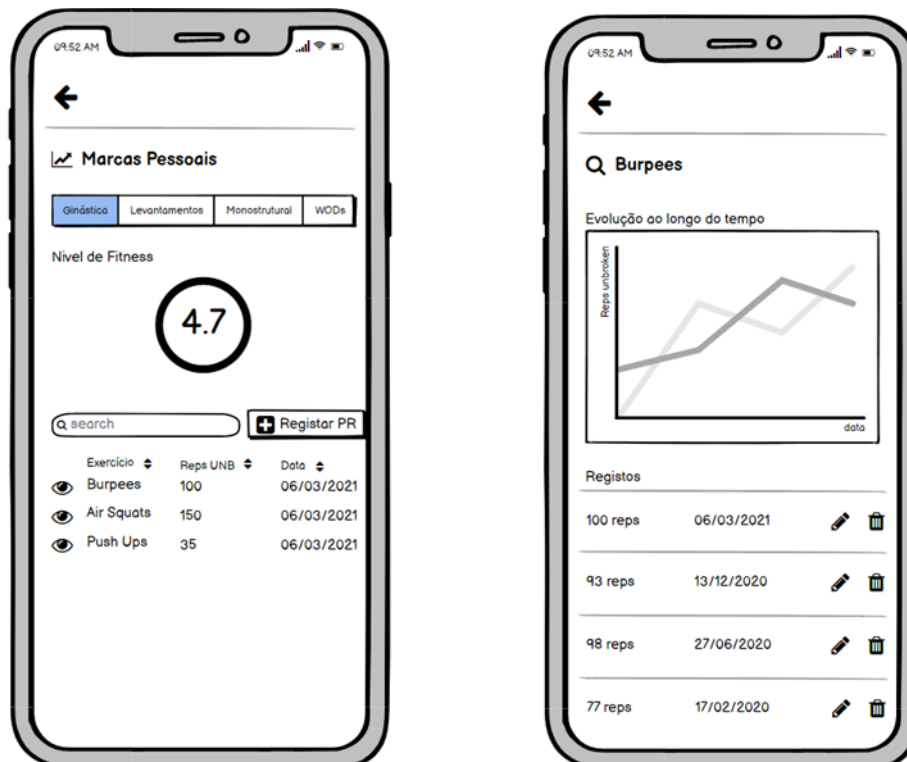 09:52 AM
Marcas Pessoais
Ginástica Levantamentos Monostrutural WODs
Nivel de Fitness
4.7
search
Registar PR
Exercício Reps UNB Data
Burpees 100 06/03/2021
Air Squats 150 06/03/2021
Push Ups 35 06/03/2021
09:52 AM
Burpees
Evolução ao longo do tempo
Reps unbroken
data
Registos
100 reps 06/03/2021
93 reps 13/12/2020
98 reps 27/06/2020
77 reps 17/02/2020